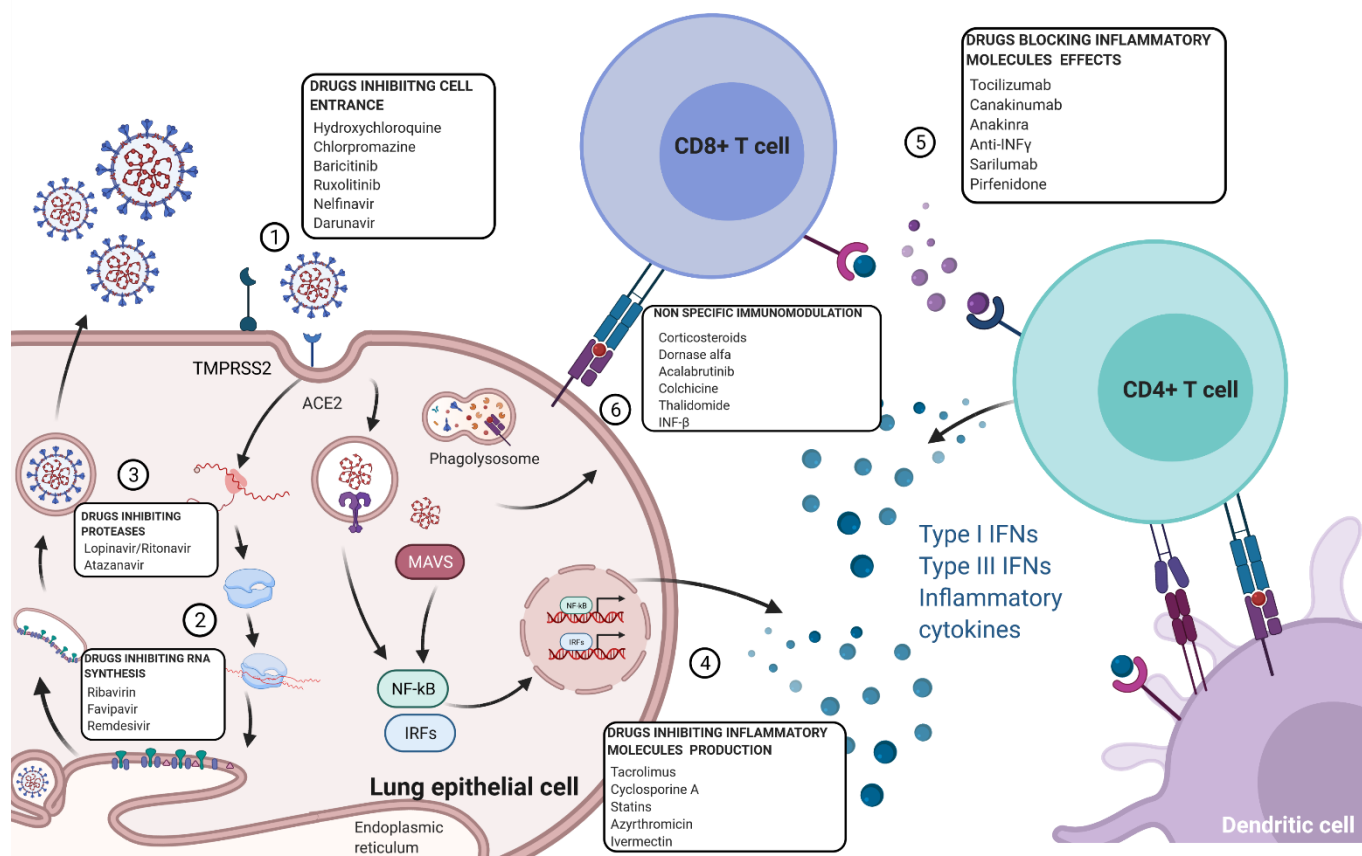 DRUGS INHIBIITNG CELL
ENTRANCE
Hydroxychloroquine
Chlorpromazine
Baricitinib
Ruxolitinib
Nelfinavir
Darunavir
1
CD8+ T cell
DRUGS BLOCKING INFLAMMATORY
MOLECULES EFFECTS
Tocilizumab
Canakinumab
Anakinra
Anti-INFγ
Sarilumab
Pirfenidone
5
NON SPECIFIC IMMUNOMODULATION
Corticosteroids
Dornase alfa
Acalabrutinib
Colchicine
Thalidomide
INF-β
6
CD4+ T cell
TMPRSS2
ACE2
Phagolysosome
3
DRUGS INHIBITING
PROTEASES
Lopinavir/Ritonavir
Atazanavir
MAVS
NF-kB
IRFs
2
DRUGS INHIBITING RNA
SYNTHESIS
Ribavirin
Favipavir
Remdesivir
NF-kB
IRFs
Type I IFNs
Type III IFNs
Inflammatory
cytokines
4
DRUGS INHIBITING INFLAMMATORY
MOLECULES PRODUCTION
Tacrolimus
Cyclosporine A
Statins
Azyrthromicin
Ivermectin
Lung epithelial cell
Endoplasmic
reticulum
Dendritic cell